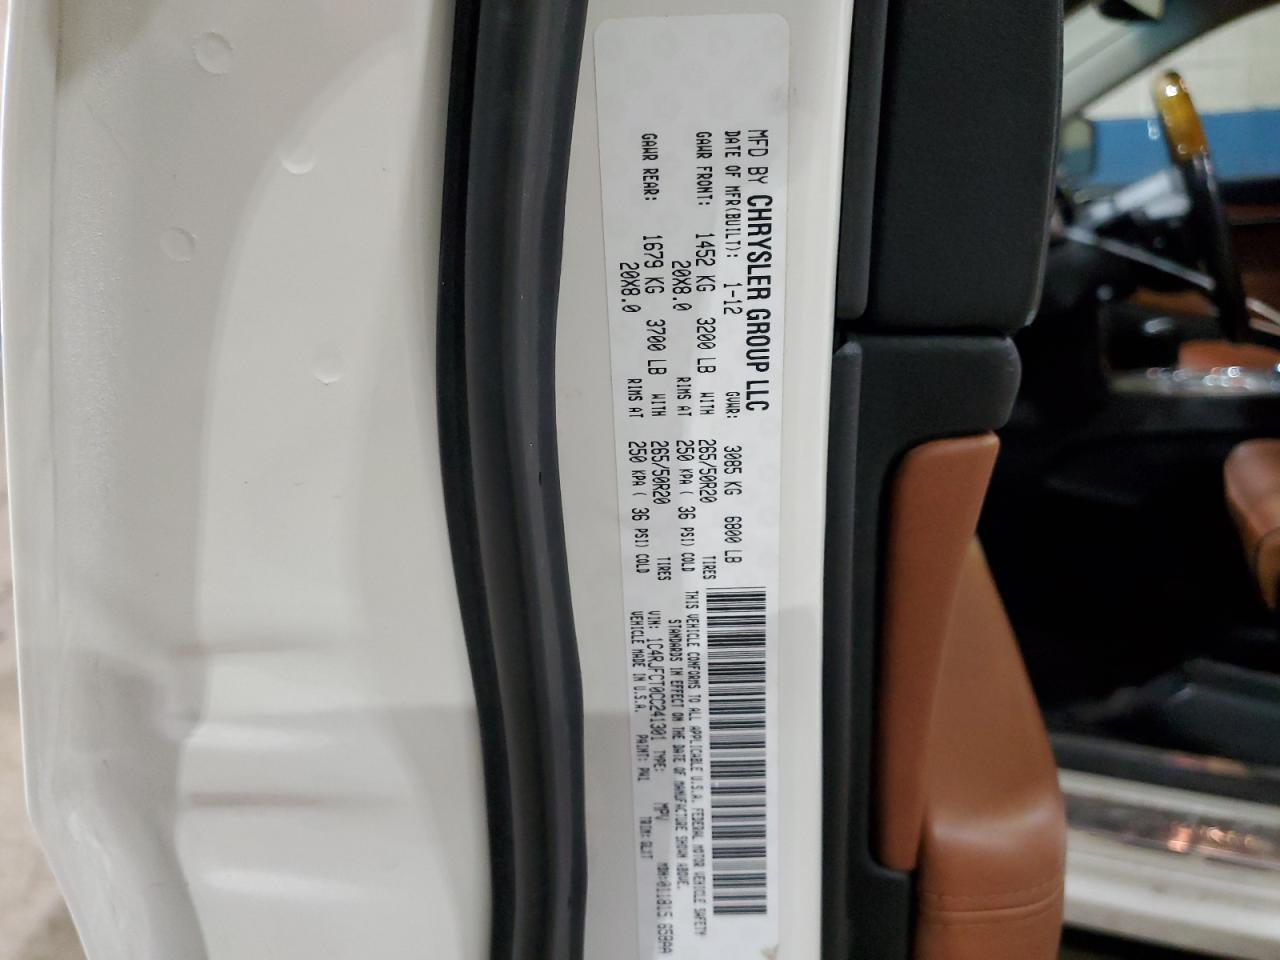 MFD BY CHRYSLER GROUP LLC
DATE OF MFR(BUILT): 1-12 GVWR: 3085 KG 6800 LB
GAWR FRONT: 1452 KG 3200 LB WITH 265/50R20 TIRES
20X8.0 RIMS AT 250 KPA ( 36 PSI) COLD
GAWR REAR: 1679 KG 3700 LB WITH 265/50R20 TIRES
20X8.0 RIMS AT 250 KPA ( 36 PSI) COLD
THIS VEHICLE CONFORMS TO ALL APPLICABLE U.S.A. FEDERAL MOTOR VEHICLE SAFETY
STANDARDS IN EFFECT ON THE DATE OF MANUFACTURE SHOWN ABOVE.
VIN: 1C4RJFCT0CC241301 TYPE: MPV MDH:011815 658AA
VEHICLE MADE IN U.S.A. PAINT: PW1 TRIM: